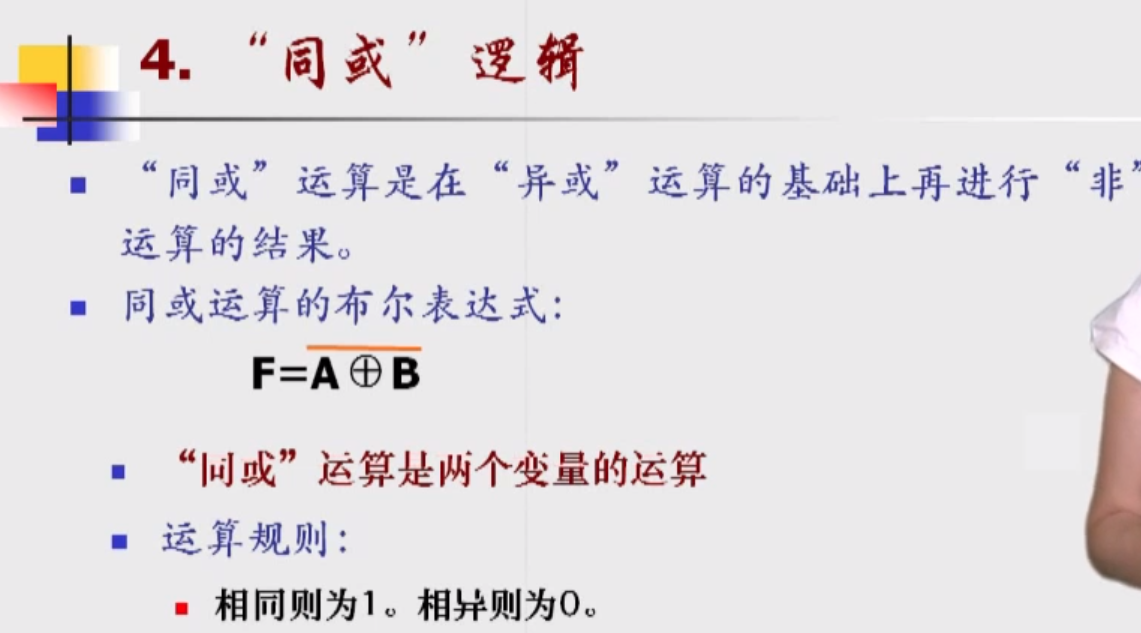 4. “同或”逻辑
“同或”运算是在“异或”运算的基础上再进行“非”
运算的结果。
同或运算的布尔表达式：
F=A⊕B
“同或”运算是两个变量的运算
运算规则：
相同则为1。相异则为0。